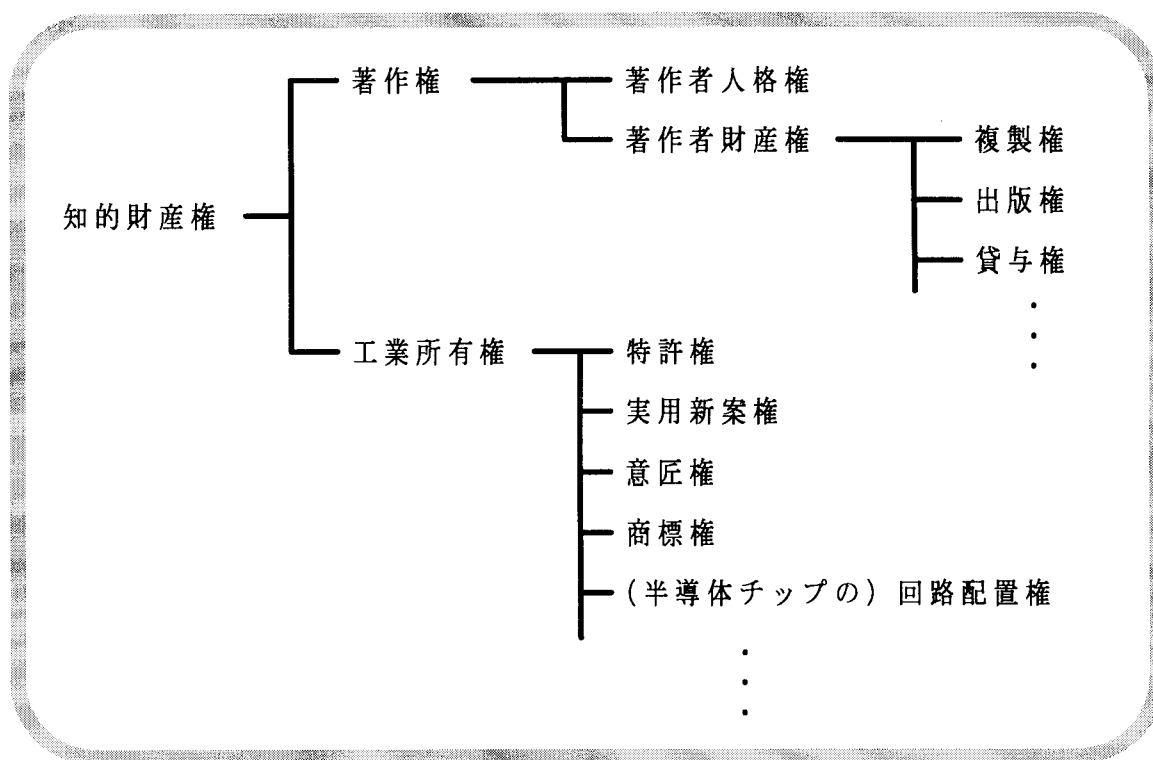 著作権
著作者人格権
著作者財産権
複製権
出版権
貸与権
知的財産権
工業所有権
特許権
実用新案権
意匠権
商標権
(半導体チップの) 回路配置権